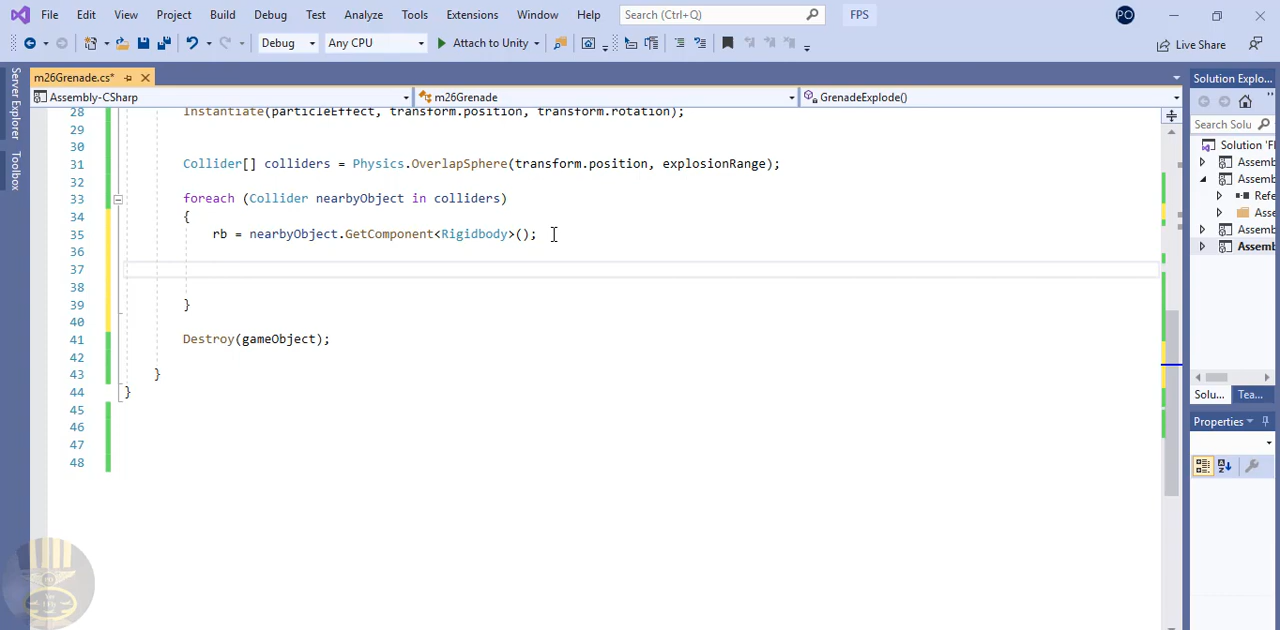 File Edit View Project Build Debug Test Analyze Tools Extensions Window Help Search (Ctrl+Q) FPS PO
Debug Any CPU Attach to Unity Live Share
Server Explorer
Toolbox
m26Grenade.cs*
Assembly-CSharp m26Grenade GrenadeExplode()
28 Instantiate(particleEffect, transform.position, transform.rotation);
29
30
31 Collider[] colliders = Physics.OverlapSphere(transform.position, explosionRange);
32
33 foreach (Collider nearbyObject in colliders)
34 {
35 rb = nearbyObject.GetComponent<Rigidbody>();
36
37
38
39 }
40
41 Destroy(gameObject);
42
43 }
44 }
45
46
47
48
Solution Explo...
Search Solu
Solution 'F
Assemb
Assem
Refe
Asse
Assemb
Assemb
Solu... Tea...
Properties